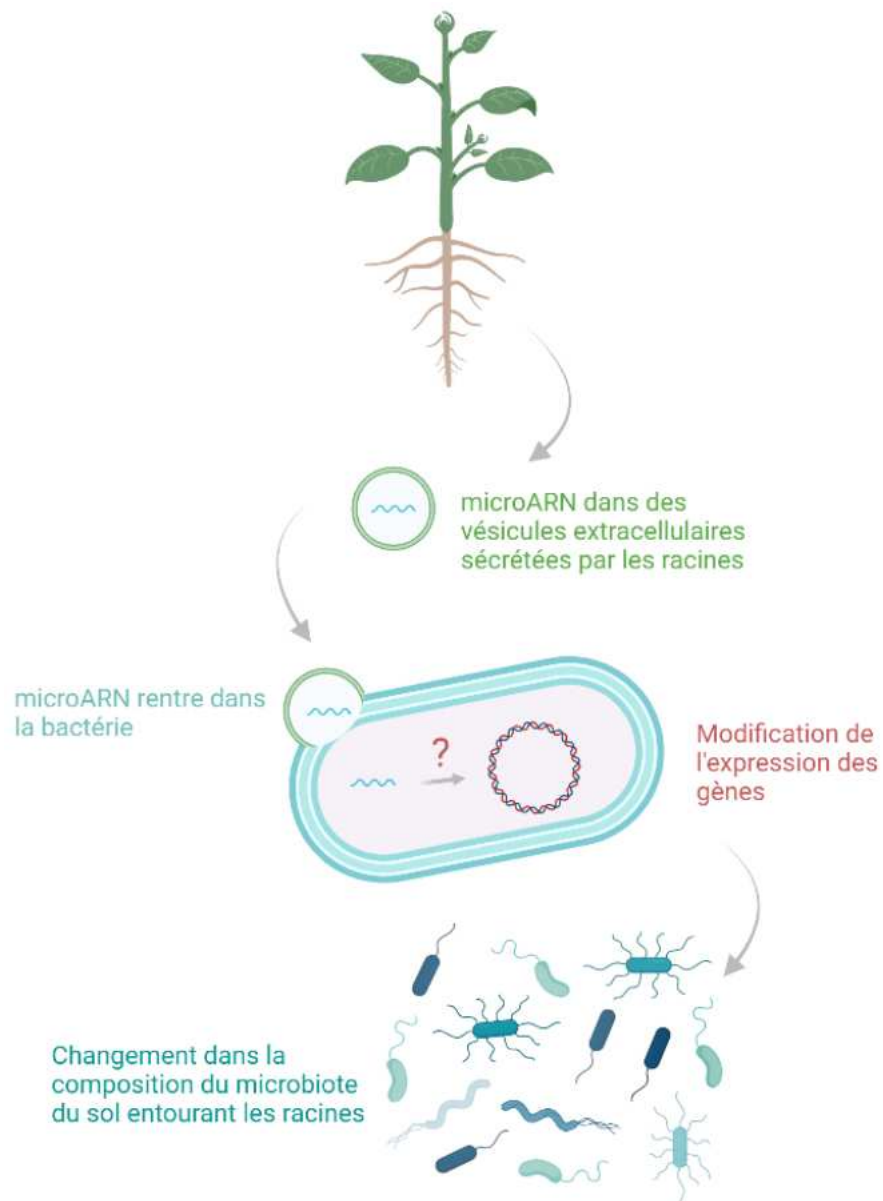 microARN dans des
vésicules extracellulaires
sécrétées par les racines
microARN rentre dans
la bactérie
?
Modification de
l'expression des
gènes
Changement dans la
composition du microbiote
du sol entourant les racines